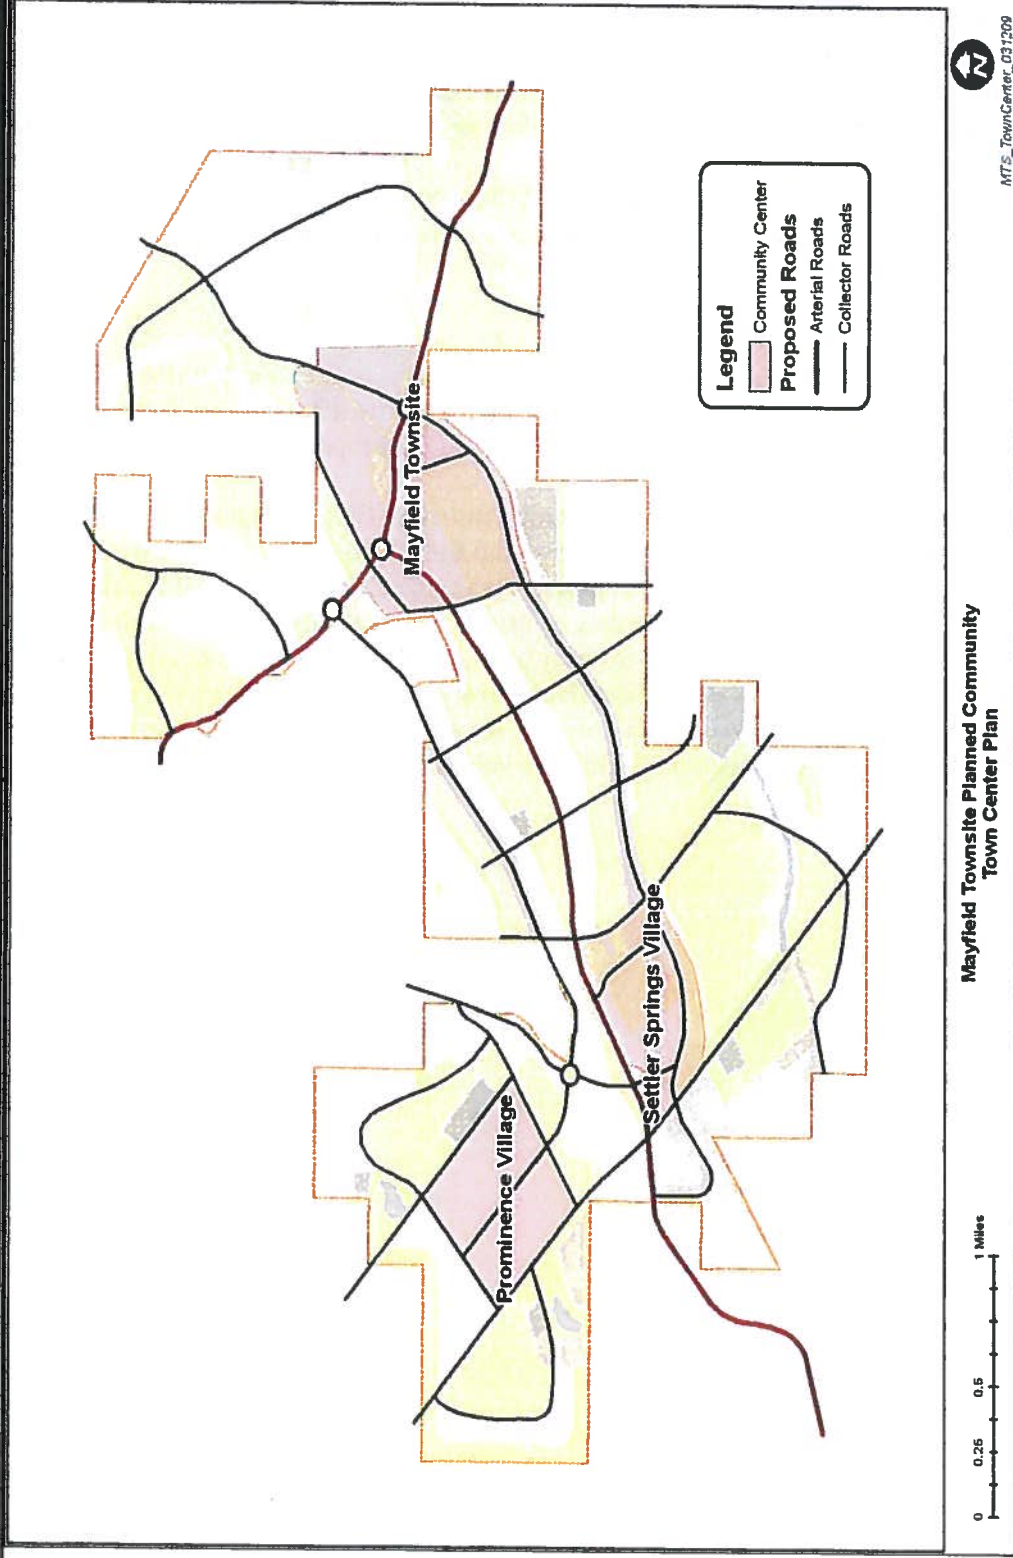 Mayfield Townsite
Settler Springs Village
Prominence Village
Legend
Community Center
Proposed Roads
Arterial Roads
Collector Roads
N
0 0.25 0.5 1 Miles
Mayfield Townsite Planned Community
Town Center Plan
MTS_TownCenter_031209